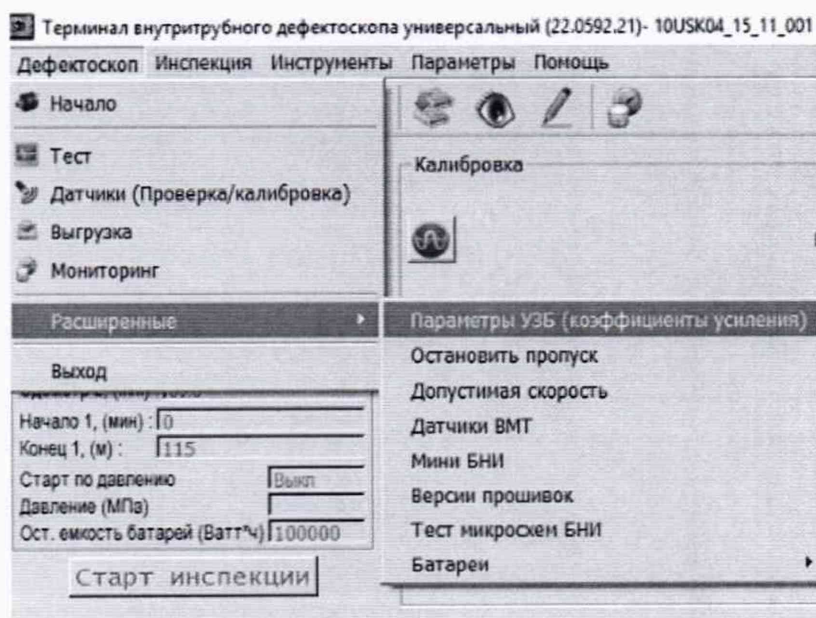 Терминал внутритрубного дефектоскопа универсальный (22.0592.21)- 10USK04_15_11_001
Дефектоскоп Инспекция Инструменты Параметры Помощь
Начало
Тест
Датчики (Проверка/калибровка)
Выгрузка
Мониторинг
Расширенные
Выход
Калибровка
Параметры УЗБ (коэффициенты усиления)
Остановить пропуск
Допустимая скорость
Датчики ВМТ
Мини БНИ
Версии прошивок
Тест микросхем БНИ
Батареи
Начало 1, (мин) : 0
Конец 1, (м) : 115
Старт по давлению Выкл
Давление (МПа)
Ост. емкость батарей (Ватт*ч) 100000
Старт инспекции